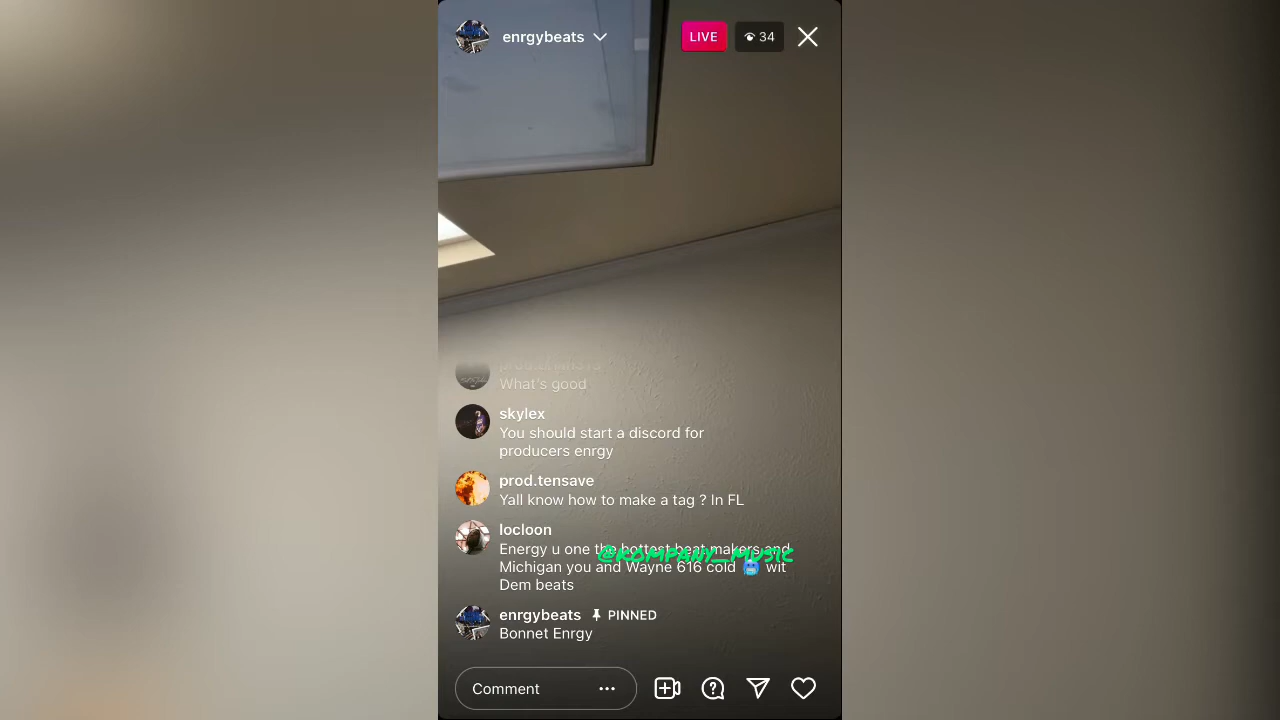 enrgybeats
LIVE
34
What's good
skylex
You should start a discord for
producers enrgy
prod.tensave
Yall know how to make a tag ? In FL
locloon
Energy u one the hottest beat makers and
@KOMPANY_MUSIC
Michigan you and Wayne 616 cold 🥶 wit
Dem beats
enrgybeats PINNED
Bonnet Enrgy
Comment